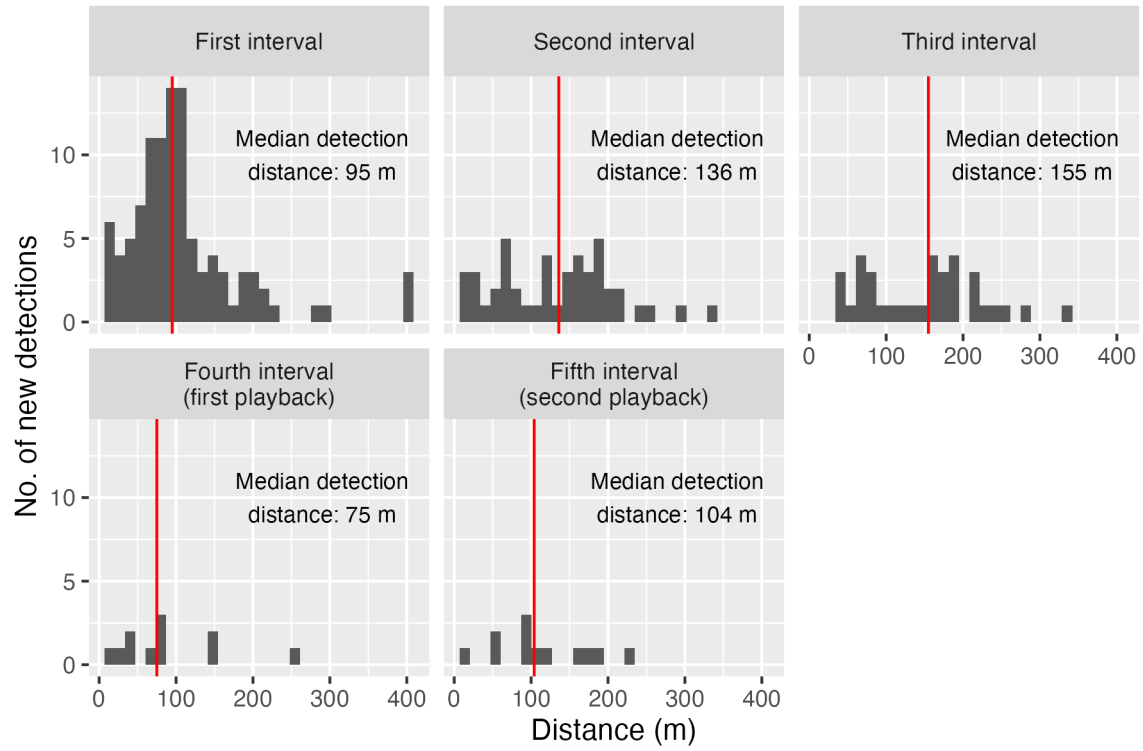 First interval
Second interval
Third interval
Median detection
distance: 95 m
Median detection
distance: 136 m
Median detection
distance: 155 m
10
5
0
0 100 200 300 400
Fourth interval
(first playback)
Fifth interval
(second playback)
Median detection
distance: 75 m
Median detection
distance: 104 m
10
5
0
0 100 200 300 400
0 100 200 300 400
No. of new detections
Distance (m)